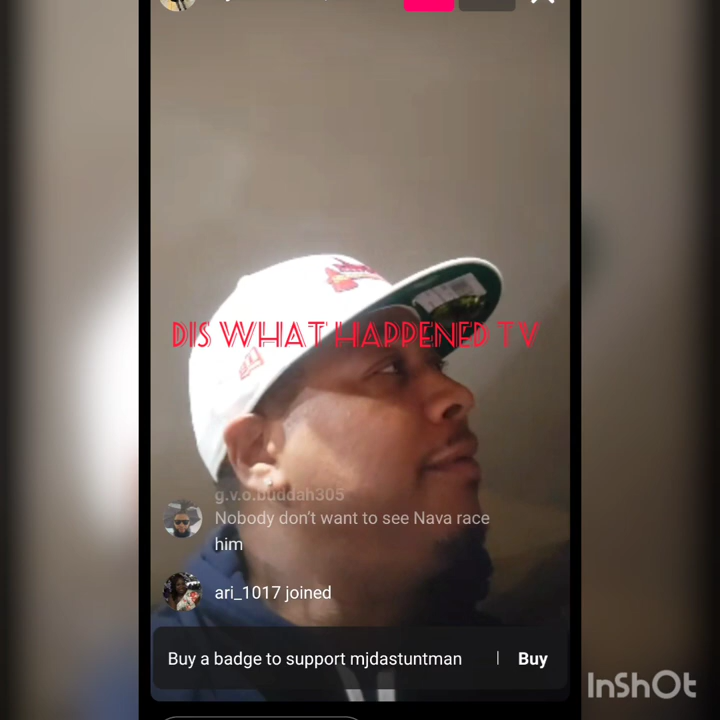 DIS WHAT HAPPENED TV
g.v.o.buddah305
Nobody don't want to see Nava race
him
ari_1017 joined
Buy a badge to support mjdastuntman | Buy
InShOt